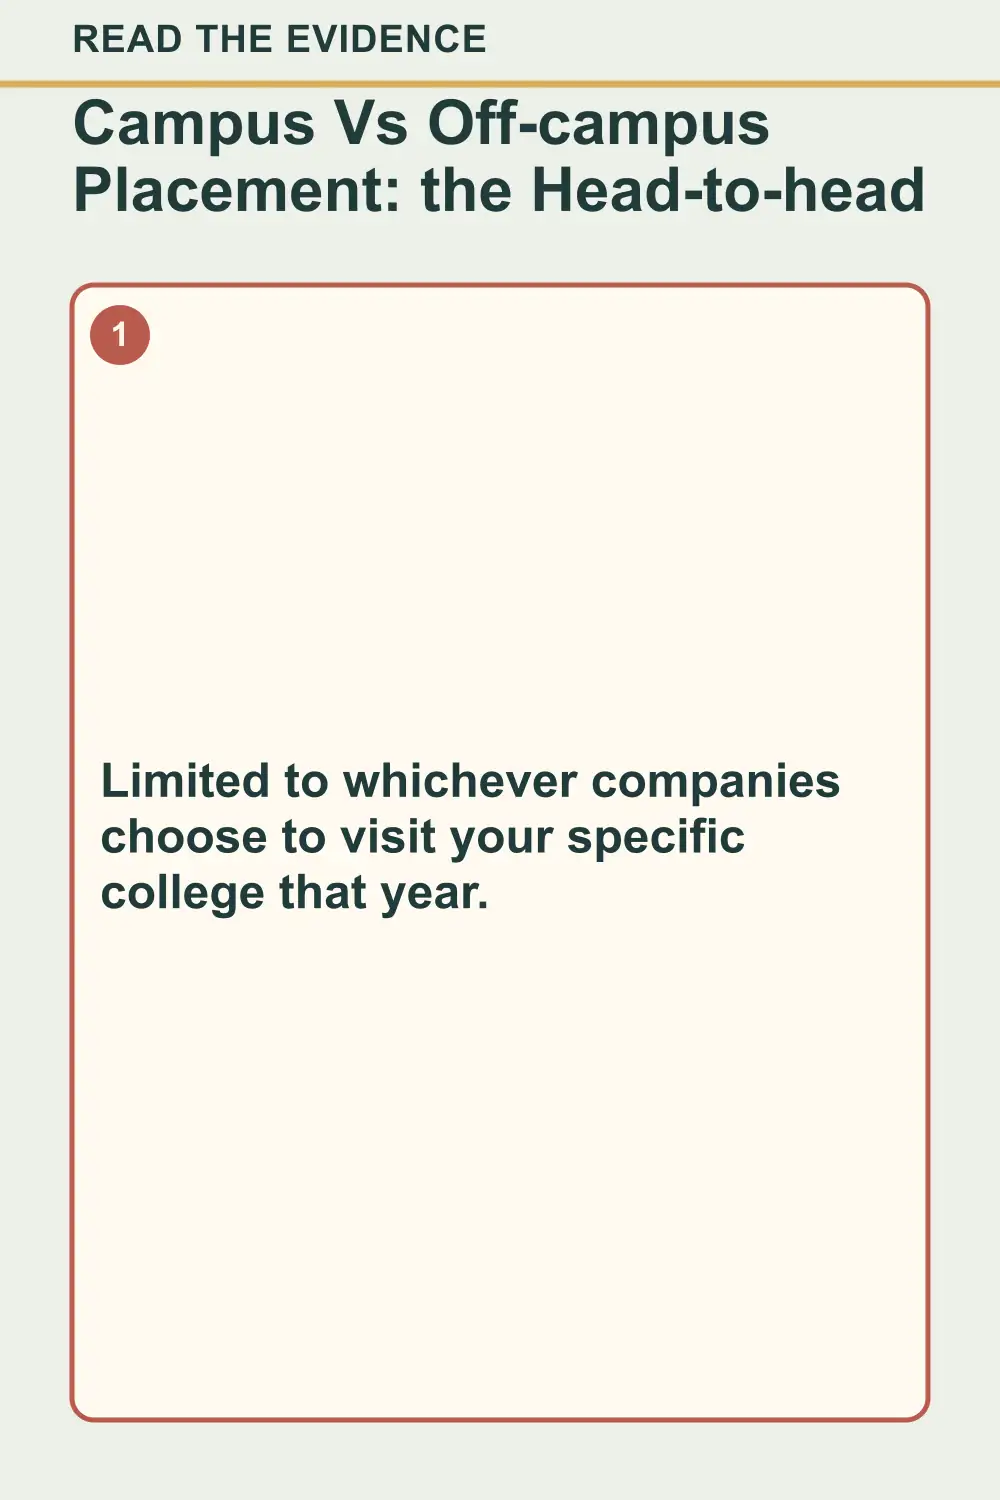 READ THE EVIDENCE
Campus Vs Off-campus
Placement: the Head-to-head
1
Limited to whichever companies
choose to visit your specific
college that year.